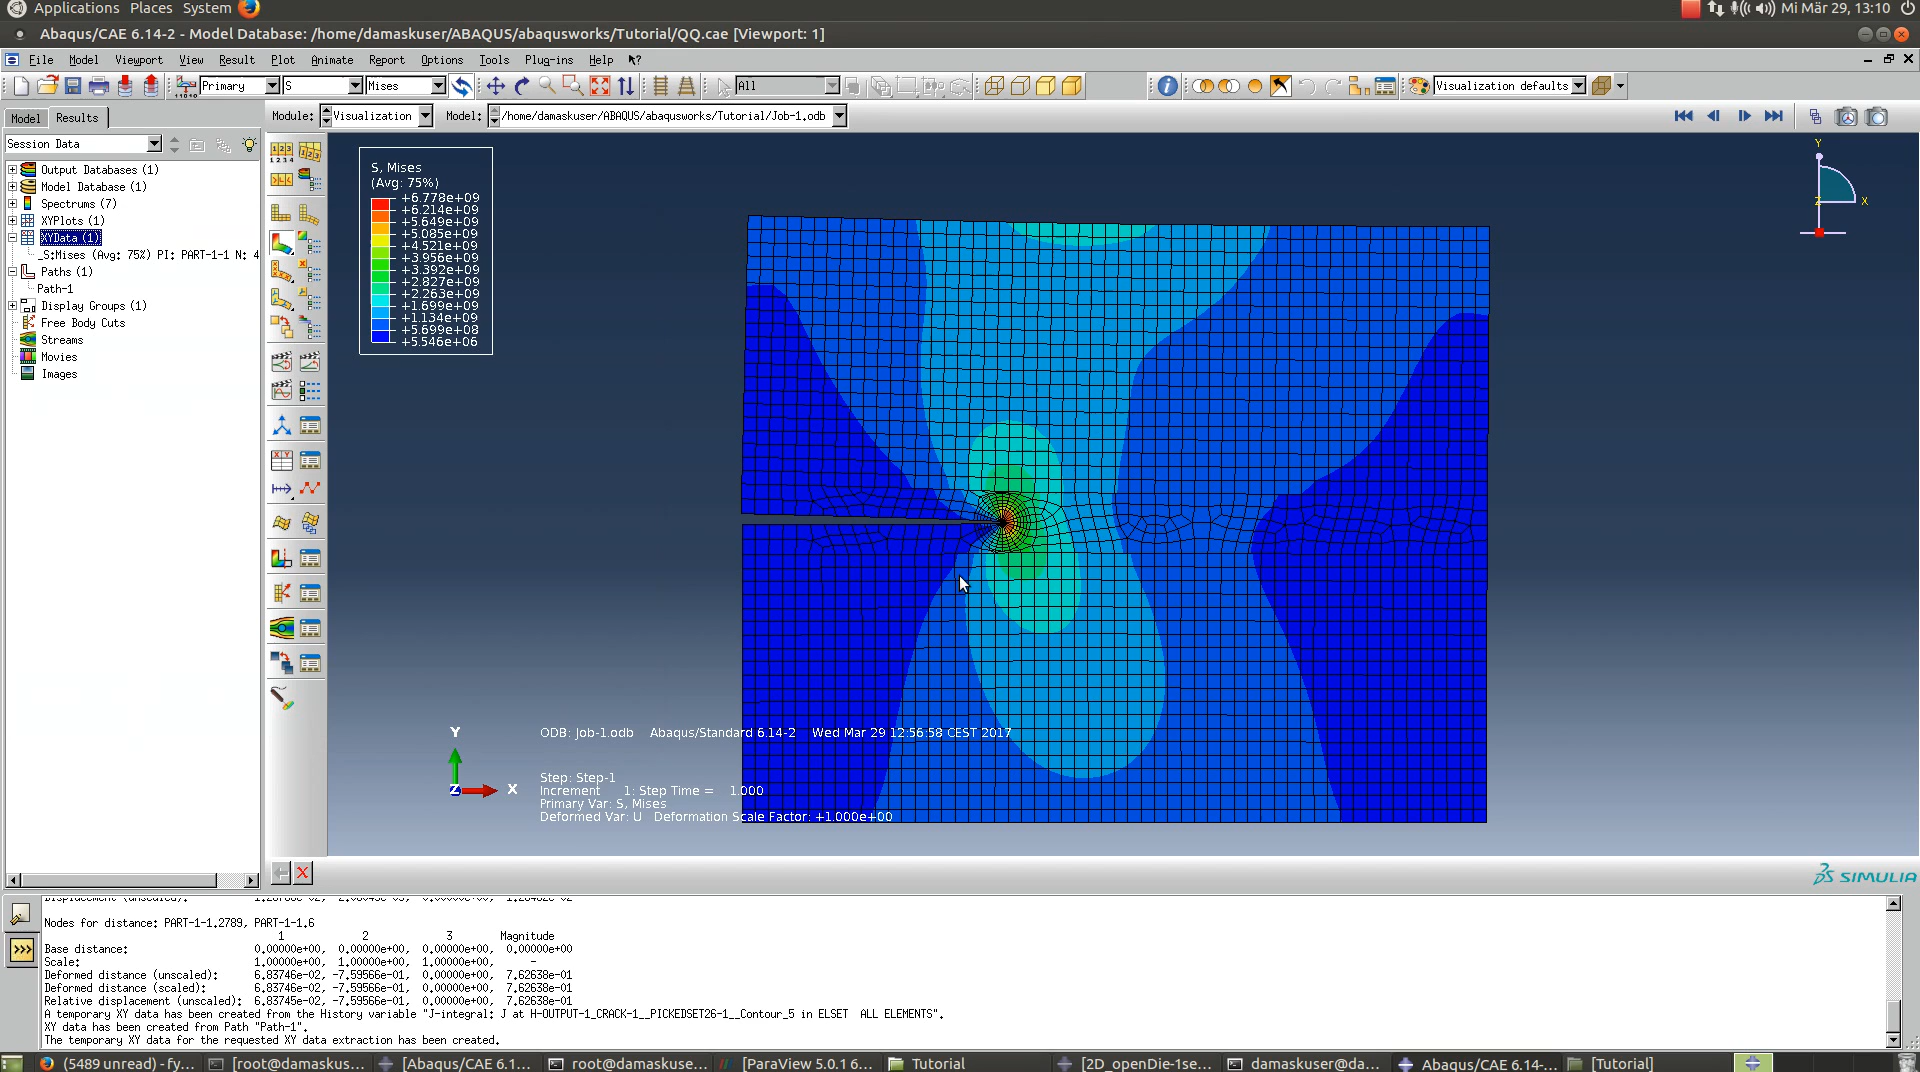 Applications Places System
Mi Mär 29, 13:10
Abaqus/CAE 6.14-2 - Model Database: /home/damaskuser/ABAQUS/abaqusworks/Tutorial/QQ.cae [Viewport: 1]
File Model Viewport View Result Plot Animate Report Options Tools Plug-ins Help
Primary S Mises All Visualization defaults
Model Results
Module: Visualization Model: /home/damaskuser/ABAQUS/abaqusworks/Tutorial/Job-1.odb
Session Data
Output Databases (1)
Model Database (1)
Spectrums (7)
XYPlots (1)
XYData (1)
_S:Mises (Avg: 75%) PI: PART-1-1 N: 4
Paths (1)
Path-1
Display Groups (1)
Free Body Cuts
Streams
Movies
Images
S, Mises
(Avg: 75%)
+6.778e+09
+6.214e+09
+5.649e+09
+5.085e+09
+4.521e+09
+3.956e+09
+3.392e+09
+2.827e+09
+2.263e+09
+1.699e+09
+1.134e+09
+5.699e+08
+5.546e+06
Y
Z X
Y
Z X
ODB: Job-1.odb Abaqus/Standard 6.14-2 Wed Mar 29 12:56:58 CEST 2017
Step: Step-1
Increment 1: Step Time = 1.000
Primary Var: S, Mises
Deformed Var: U Deformation Scale Factor: +1.000e+00
SIMULIA
Nodes for distance: PART-1-1.2789, PART-1-1.6
1 2 3 Magnitude
Base distance: 0.00000e+00, 0.00000e+00, 0.00000e+00, 0.00000e+00
Scale: 1.00000e+00, 1.00000e+00, 1.00000e+00, -
Deformed distance (unscaled): 6.83746e-02, -7.59566e-01, 0.00000e+00, 7.62638e-01
Deformed distance (scaled): 6.83746e-02, -7.59566e-01, 0.00000e+00, 7.62638e-01
Relative displacement (unscaled): 6.83745e-02, -7.59566e-01, 0.00000e+00, 7.62638e-01
A temporary XY data has been created from the History variable "J-integral: J at H-OUTPUT-1_CRACK-1__PICKEDSET26-1__Contour_5 in ELSET ALL ELEMENTS".
XY data has been created from Path "Path-1".
The temporary XY data for the requested XY data extraction has been created.
(5489 unread) - fy... [root@damaskus... [Abaqus/CAE 6.1... root@damaskuse... [ParaView 5.0.1 6... Tutorial [2D_openDie-1se... damaskuser@da... Abaqus/CAE 6.14-... [Tutorial]